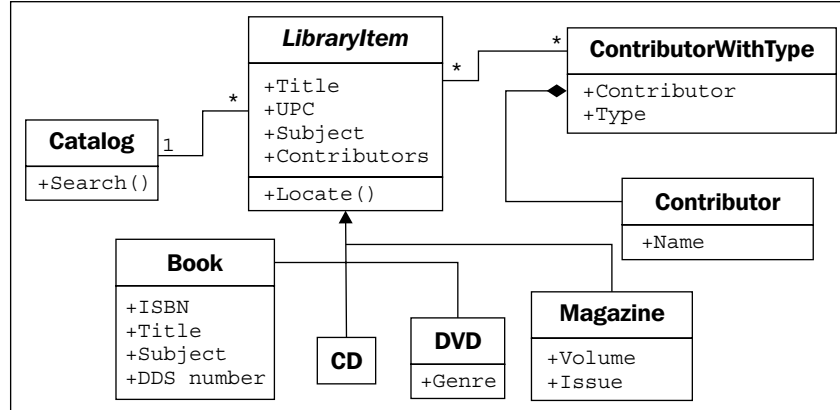 LibraryItem
+Title
+UPC
+Subject
+Contributors
+Locate()
*
*
ContributorWithType
+Contributor
+Type
*
1
Catalog
+Search()
Contributor
+Name
Book
+ISBN
+Title
+Subject
+DDS number
CD
DVD
+Genre
Magazine
+Volume
+Issue